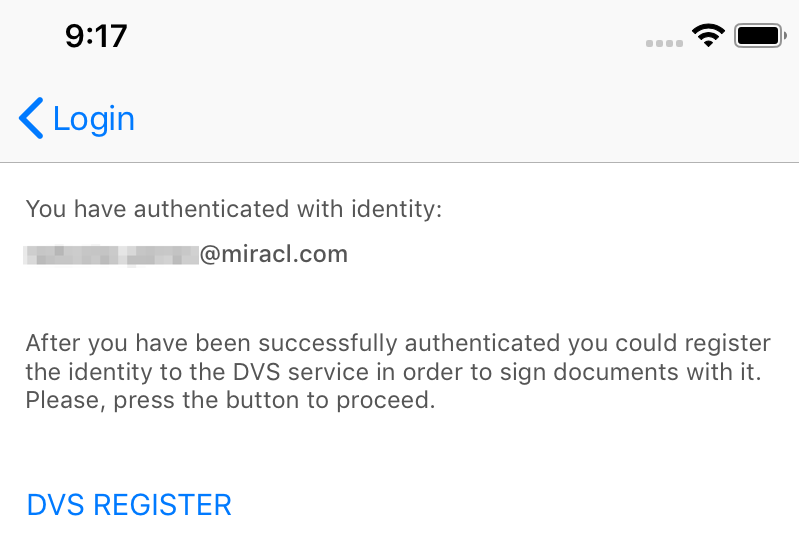 9:17
Login
You have authenticated with identity:
@miracl.com
After you have been successfully authenticated you could register
the identity to the DVS service in order to sign documents with it.
Please, press the button to proceed.
DVS REGISTER